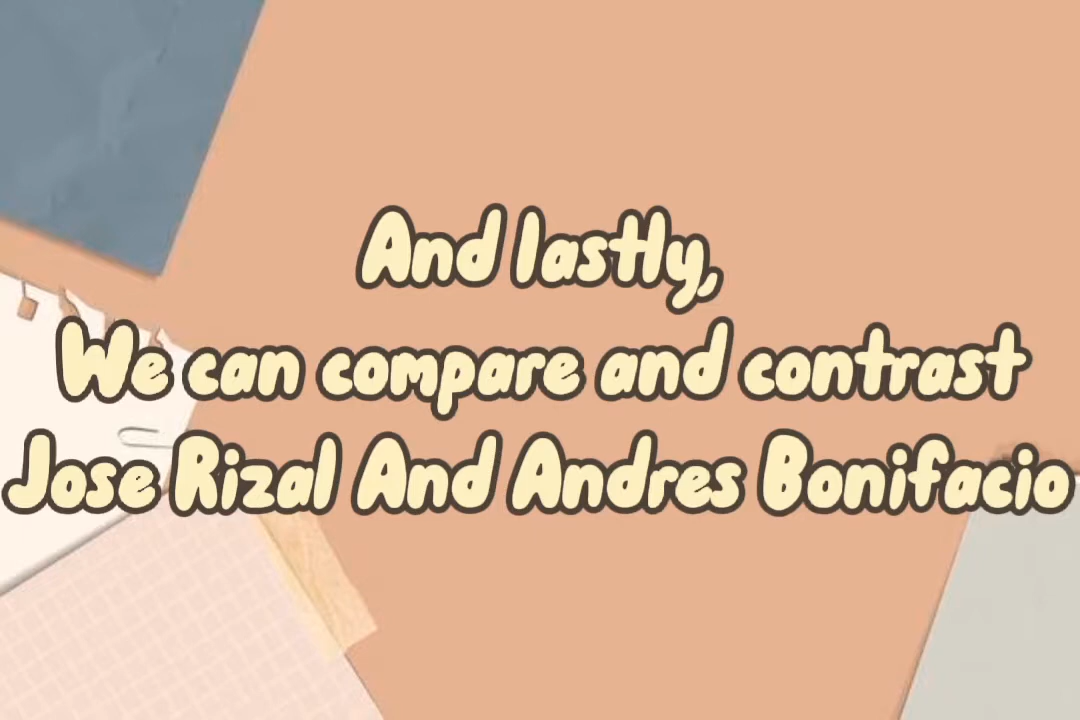 And lastly,
We can compare and contrast
Jose Rizal And Andres Bonifacio